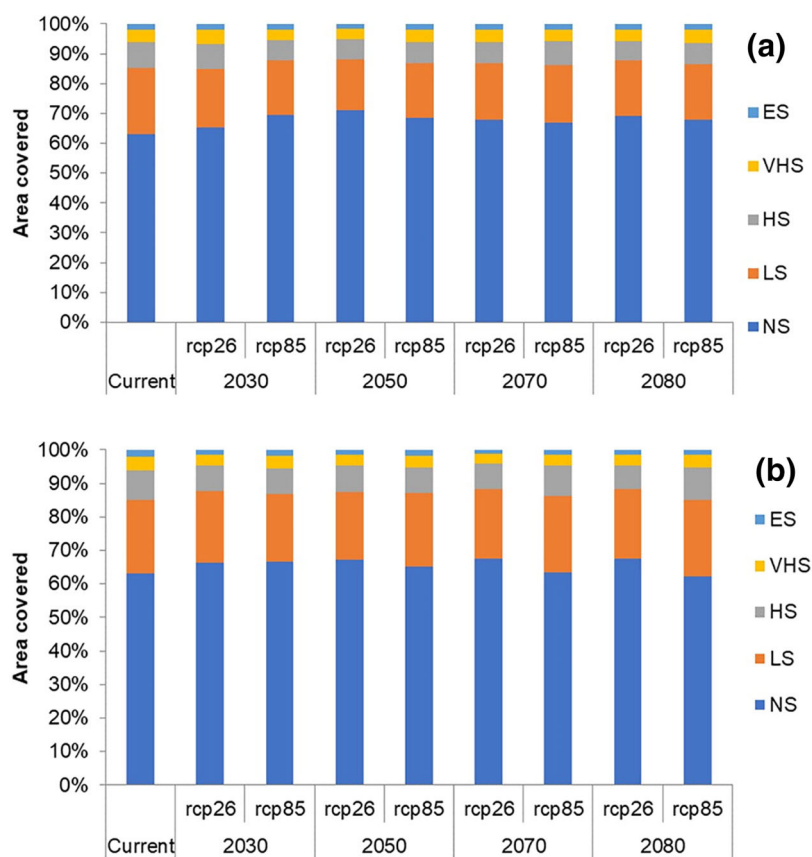 100%
90%
80%
70%
60%
50%
40%
30%
20%
10%
0%
Area covered
(a)
ES
VHS
HS
LS
NS
rcp26 rcp85 rcp26 rcp85 rcp26 rcp85 rcp26 rcp85
Current 2030 2050 2070 2080
100%
90%
80%
70%
60%
50%
40%
30%
20%
10%
0%
Area covered
(b)
ES
VHS
HS
LS
NS
rcp26 rcp85 rcp26 rcp85 rcp26 rcp85 rcp26 rcp85
Current 2030 2050 2070 2080